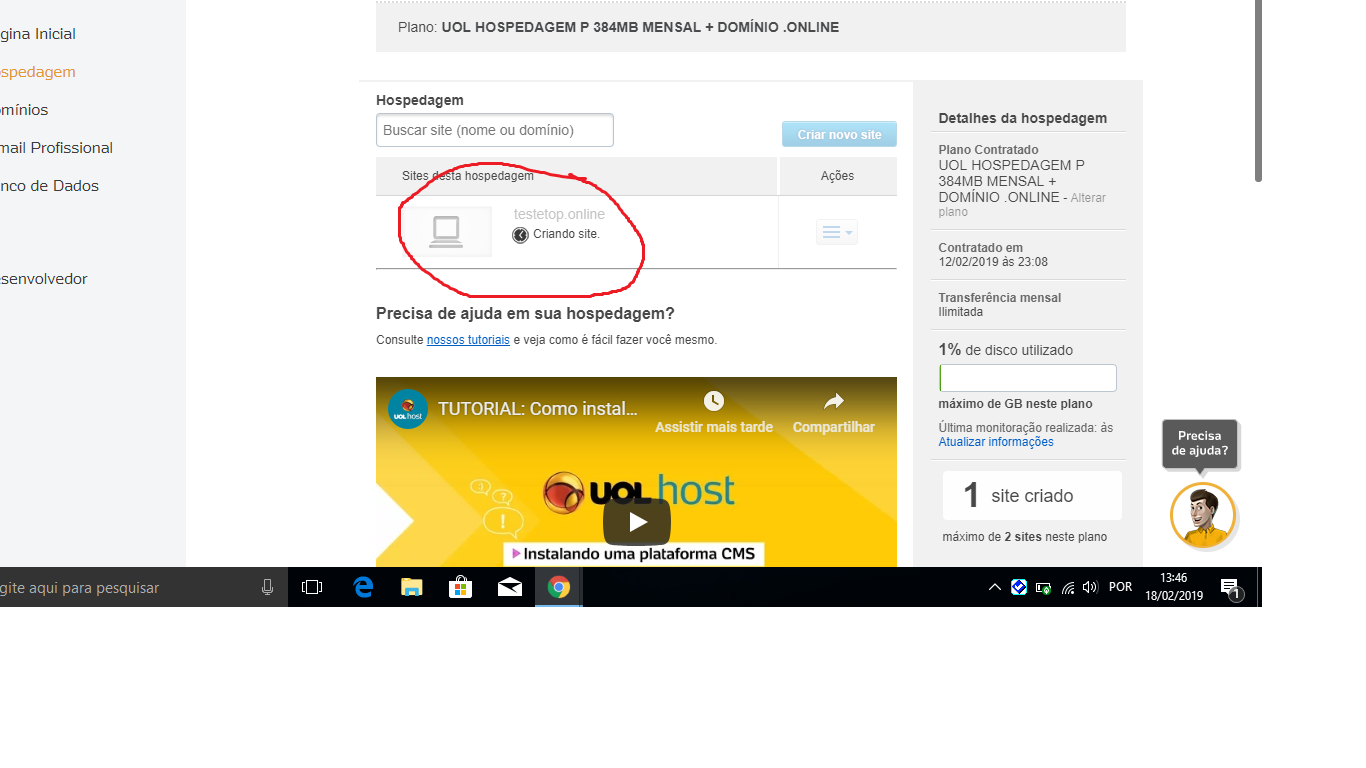 Plano: UOL HOSPEDAGEM P 384MB MENSAL + DOMÍNIO .ONLINE
gina Inicial
spedagem
mínios
mail Profissional
nco de Dados
senvolvedor
Hospedagem
Buscar site (nome ou domínio)
Criar novo site
Sites desta hospedagem
Ações
testetop.online
Criando site.
Precisa de ajuda em sua hospedagem?
Consulte nossos tutoriais e veja como é fácil fazer você mesmo.
UOL host
TUTORIAL: Como instal...
Assistir mais tarde
Compartilhar
UOL host
Instalando uma plataforma CMS
Detalhes da hospedagem
Plano Contratado
UOL HOSPEDAGEM P
384MB MENSAL +
DOMÍNIO .ONLINE - Alterar
plano
Contratado em
12/02/2019 às 23:08
Transferência mensal
Ilimitada
1% de disco utilizado
máximo de GB neste plano
Última monitoração realizada: às
Atualizar informações
1 site criado
máximo de 2 sites neste plano
Precisa
de ajuda?
gite aqui para pesquisar
POR
13:46
18/02/2019
1